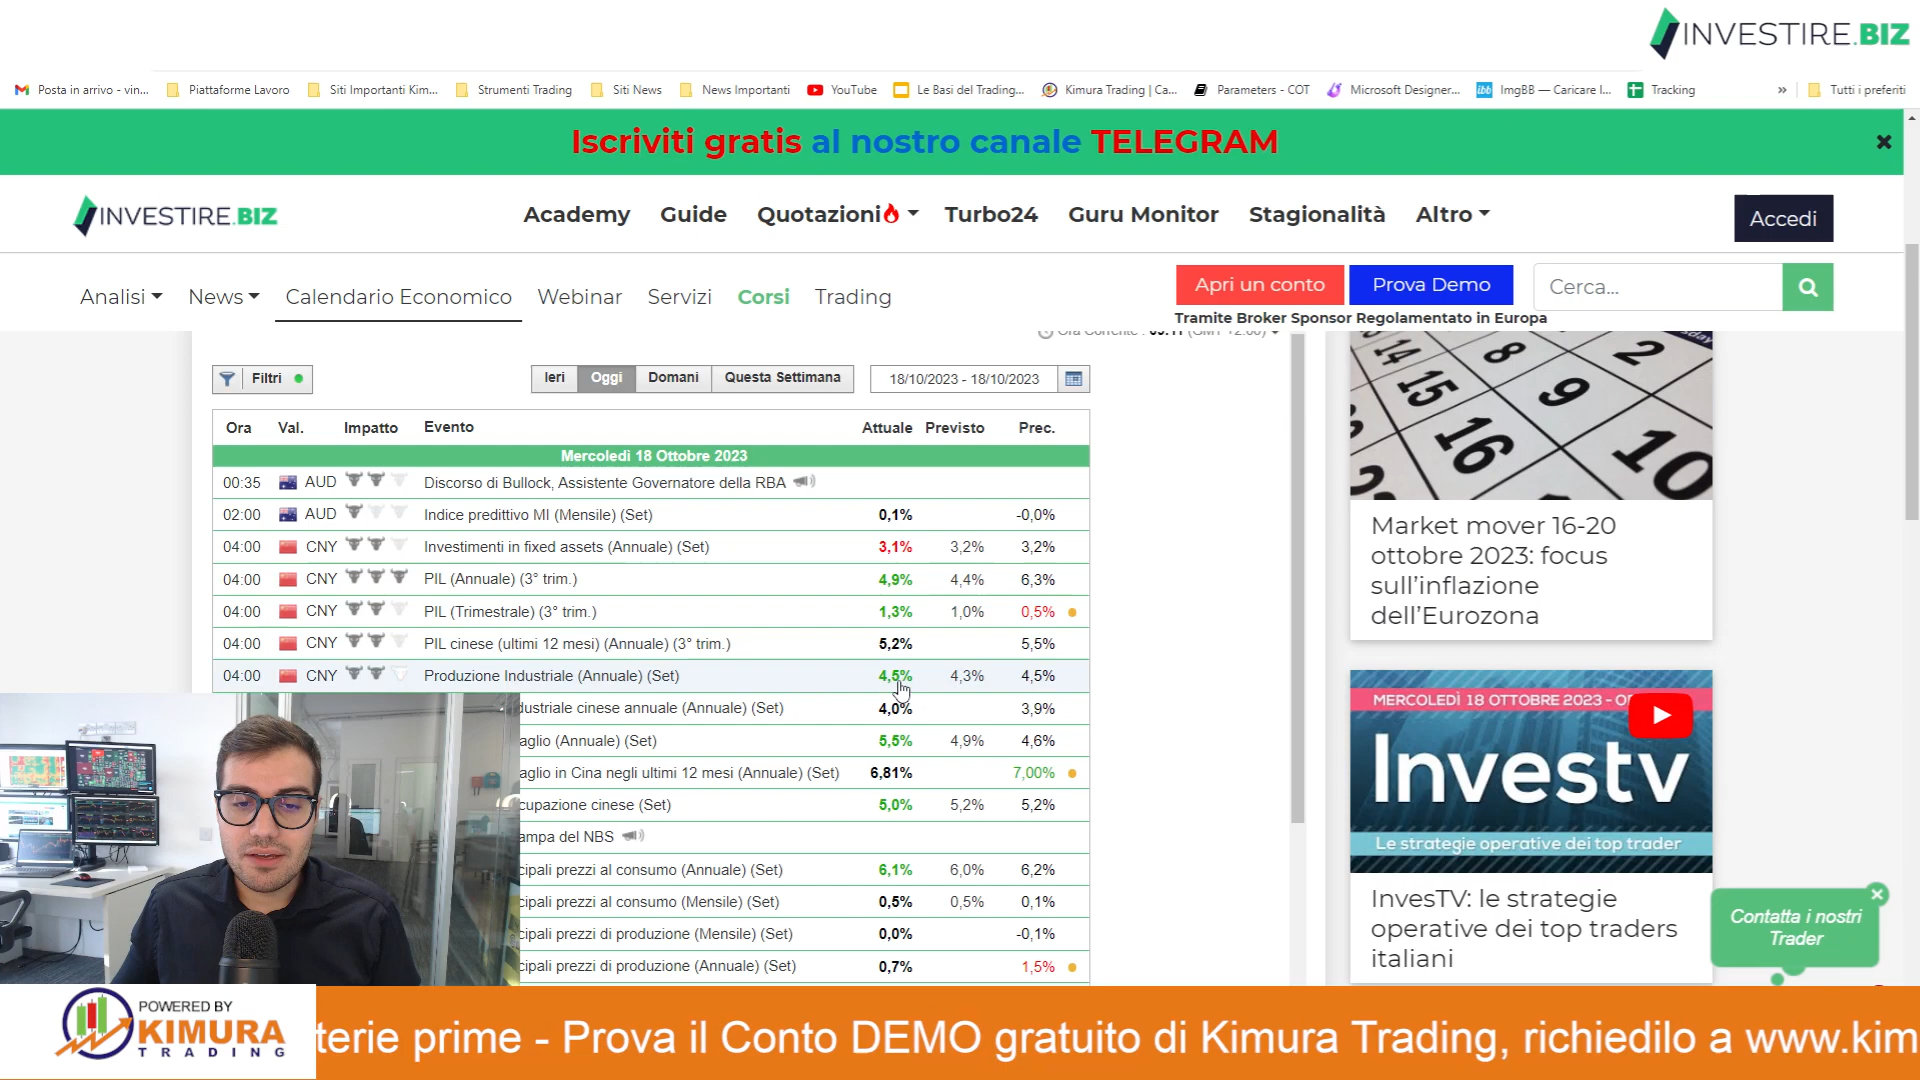 INVESTIRE.BIZ
Posta in arrivo - vin... Piattaforme Lavoro Siti Importanti Kim... Strumenti Trading Siti News News Importanti YouTube Le Basi del Trading... Kimura Trading | Ca... Parameters - COT Microsoft Designer... ImgBB — Caricare I... Tracking » Tutti i preferiti
Iscriviti gratis al nostro canale TELEGRAM
INVESTIRE.BIZ Academy Guide Quotazioni Turbo24 Guru Monitor Stagionalità Altro Accedi
Analisi News Calendario Economico Webinar Servizi Corsi Trading Apri un conto Prova Demo Cerca...
Tramite Broker Sponsor Regolamentato in Europa
Filtri Ieri Oggi Domani Questa Settimana 18/10/2023 - 18/10/2023
Ora Val. Impatto Evento Attuale Previsto Prec.
Mercoledì 18 Ottobre 2023
00:35 AUD Discorso di Bullock, Assistente Governatore della RBA
02:00 AUD Indice predittivo MI (Mensile) (Set) 0,1% -0,0%
04:00 CNY Investimenti in fixed assets (Annuale) (Set) 3,1% 3,2% 3,2%
04:00 CNY PIL (Annuale) (3° trim.) 4,9% 4,4% 6,3%
04:00 CNY PIL (Trimestrale) (3° trim.) 1,3% 1,0% 0,5%
04:00 CNY PIL cinese (ultimi 12 mesi) (Annuale) (3° trim.) 5,2% 5,5%
04:00 CNY Produzione Industriale (Annuale) (Set) 4,5% 4,3% 4,5%
dustriale cinese annuale (Annuale) (Set) 4,0% 3,9%
aglio (Annuale) (Set) 5,5% 4,9% 4,6%
aglio in Cina negli ultimi 12 mesi (Annuale) (Set) 6,81% 7,00%
cupazione cinese (Set) 5,0% 5,2% 5,2%
ampa del NBS
cipali prezzi al consumo (Annuale) (Set) 6,1% 6,0% 6,2%
cipali prezzi al consumo (Mensile) (Set) 0,5% 0,5% 0,1%
cipali prezzi di produzione (Mensile) (Set) 0,0% -0,1%
cipali prezzi di produzione (Annuale) (Set) 0,7% 1,5%
14 8 2
15 9
16 10
Market mover 16-20
ottobre 2023: focus
sull'inflazione
dell'Eurozona
MERCOLEDÌ 18 OTTOBRE 2023 - O
Investv
Le strategie operative dei top trader
InvesTV: le strategie
operative dei top traders
italiani
Contatta i nostri
Trader
POWERED BY
KIMURA
TRADING
terie prime - Prova il Conto DEMO gratuito di Kimura Trading, richiedilo a www.kim